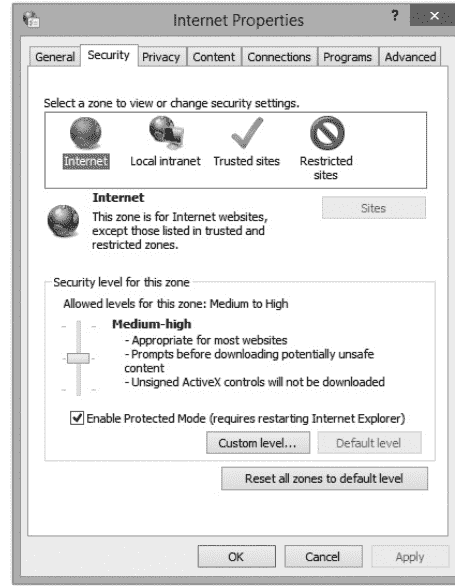 Internet Properties
? ×
General Security Privacy Content Connections Programs Advanced
Select a zone to view or change security settings.
Internet Local intranet Trusted sites Restricted
sites
Internet
This zone is for Internet websites,
except those listed in trusted and
restricted zones.
Sites
Security level for this zone
Allowed levels for this zone: Medium to High
Medium-high
- Appropriate for most websites
- Prompts before downloading potentially unsafe
content
- Unsigned ActiveX controls will not be downloaded
Enable Protected Mode (requires restarting Internet Explorer)
Custom level... Default level
Reset all zones to default level
OK Cancel Apply